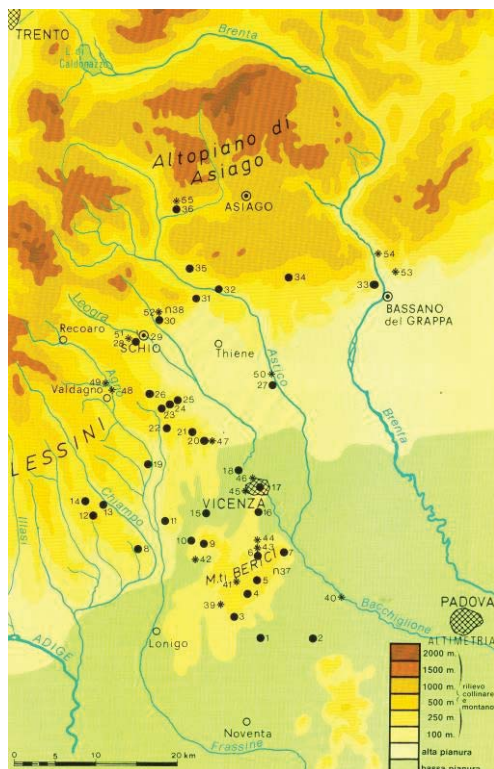 TRENTO
L. di
Caldonazzo
Brenta
Altopiano di
Asiago
55
36
ASIAGO
54
53
35
34
32
33
31
BASSANO
del GRAPPA
52 n38
30
Leogra
29
51
28
SCHIO
Recoaro
Thiene
Astico
50
27
49
48
Agno
Valdagno
26
25
24
23
22
21
20 47
Brenta
LESSINI
19
18
46
17
45
VICENZA
14
13
12
Chiampo
15
16
11
Illasi
10
9
44
43
6
7
8
42
M.ti BERICI
n37
5
41
4
40
39
3
Bacchiglione
PADOVA
ADIGE
Lonigo
1
2
Noventa
Frassine
0 10 20 km
ALTIMETRIA
2000 m.
1500 m.
1000 m.
500 m.
250 m.
100 m.
rilievo
collinare
e
montano
alta pianura
bassa pianura